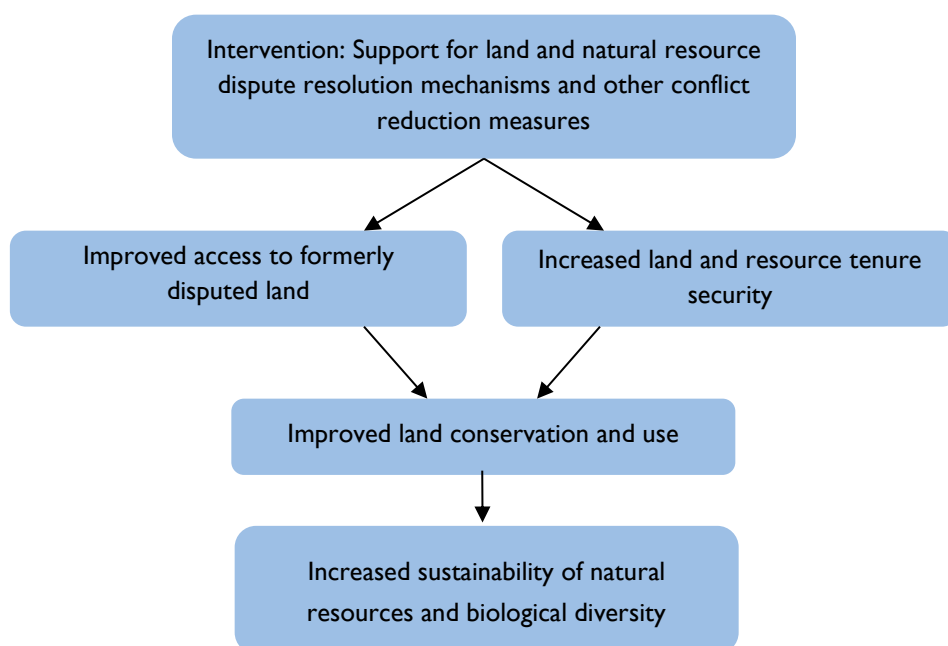 Intervention: Support for land and natural resource
dispute resolution mechanisms and other conflict
reduction measures
Improved access to formerly
disputed land
Increased land and resource tenure
security
Improved land conservation and use
Increased sustainability of natural
resources and biological diversity